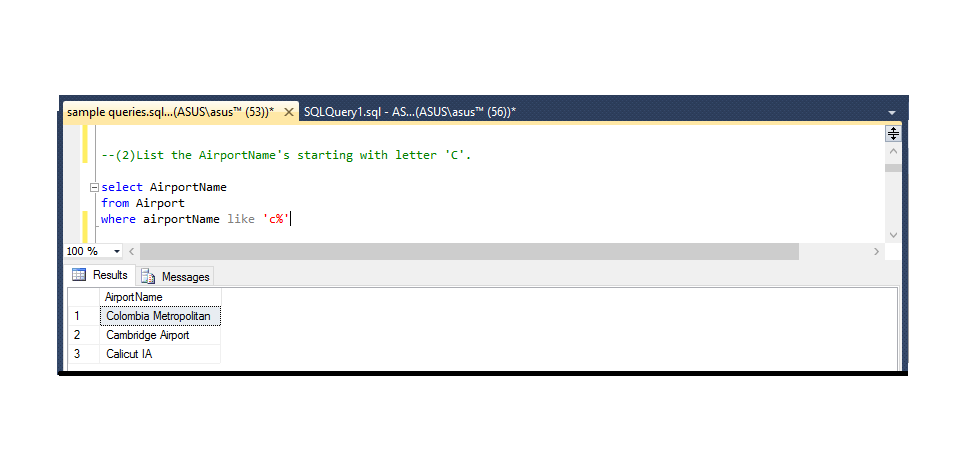 sample queries.sql...(ASUS\asus™ (53))* SQLQuery1.sql - AS...(ASUS\asus™ (56))*
--(2)List the AirportName's starting with letter 'C'.
select AirportName
from Airport
where airportName like 'c%'
100 %
Results Messages
AirportName
1 Colombia Metropolitan
2 Cambridge Airport
3 Calicut IA